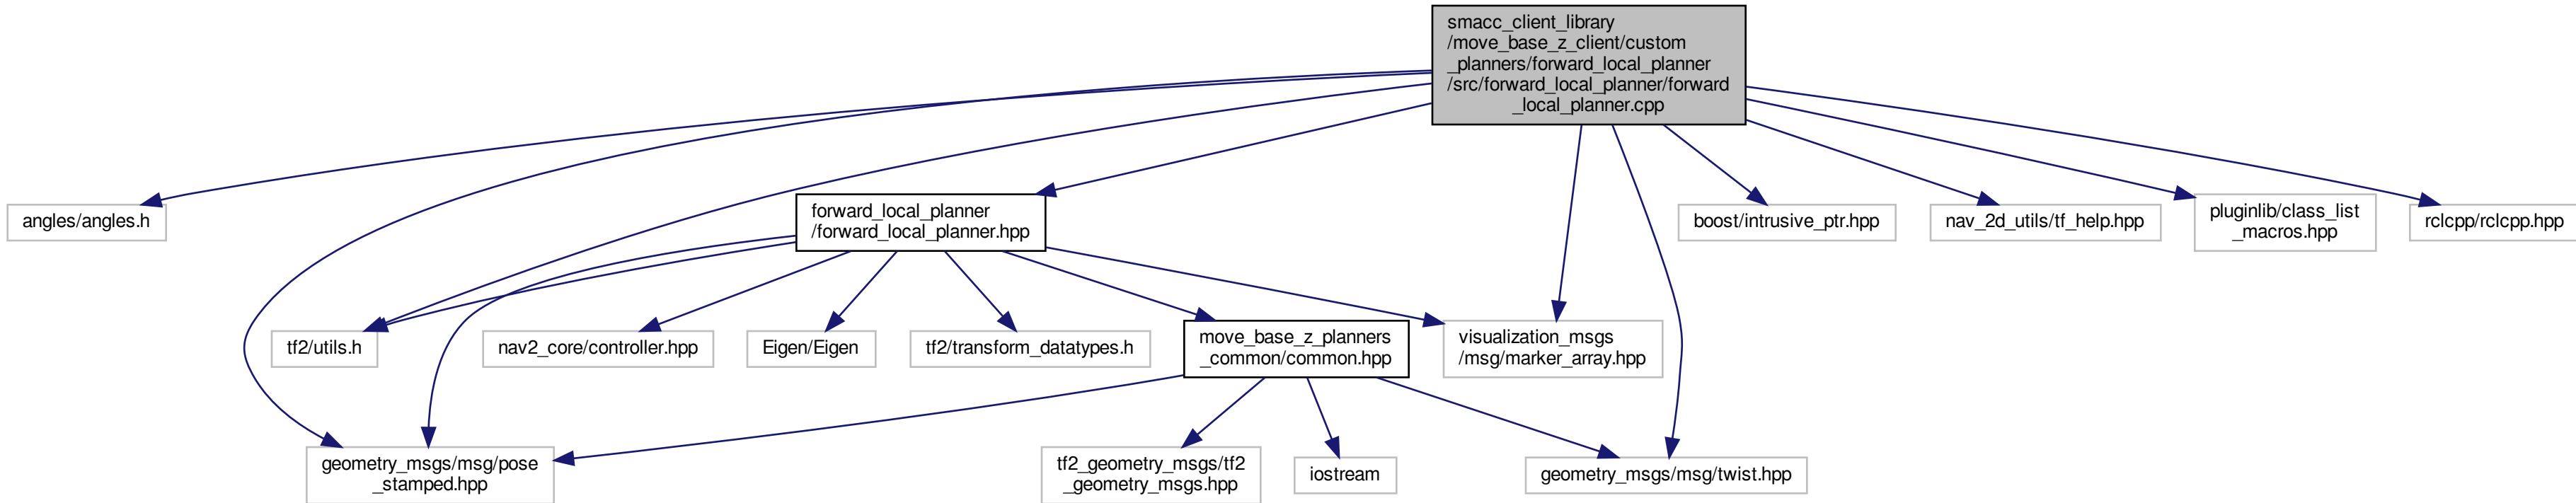 smacc_client_library
/move_base_z_client/custom
_planners/forward_local_planner
/src/forward_local_planner/forward
_local_planner.cpp
angles/angles.h
forward_local_planner
/forward_local_planner.hpp
boost/intrusive_ptr.hpp
nav_2d_utils/tf_help.hpp
pluginlib/class_list
_macros.hpp
rclcpp/rclcpp.hpp
tf2/utils.h
nav2_core/controller.hpp
Eigen/Eigen
tf2/transform_datatypes.h
move_base_z_planners
_common/common.hpp
visualization_msgs
/msg/marker_array.hpp
geometry_msgs/msg/pose
_stamped.hpp
tf2_geometry_msgs/tf2
_geometry_msgs.hpp
iostream
geometry_msgs/msg/twist.hpp